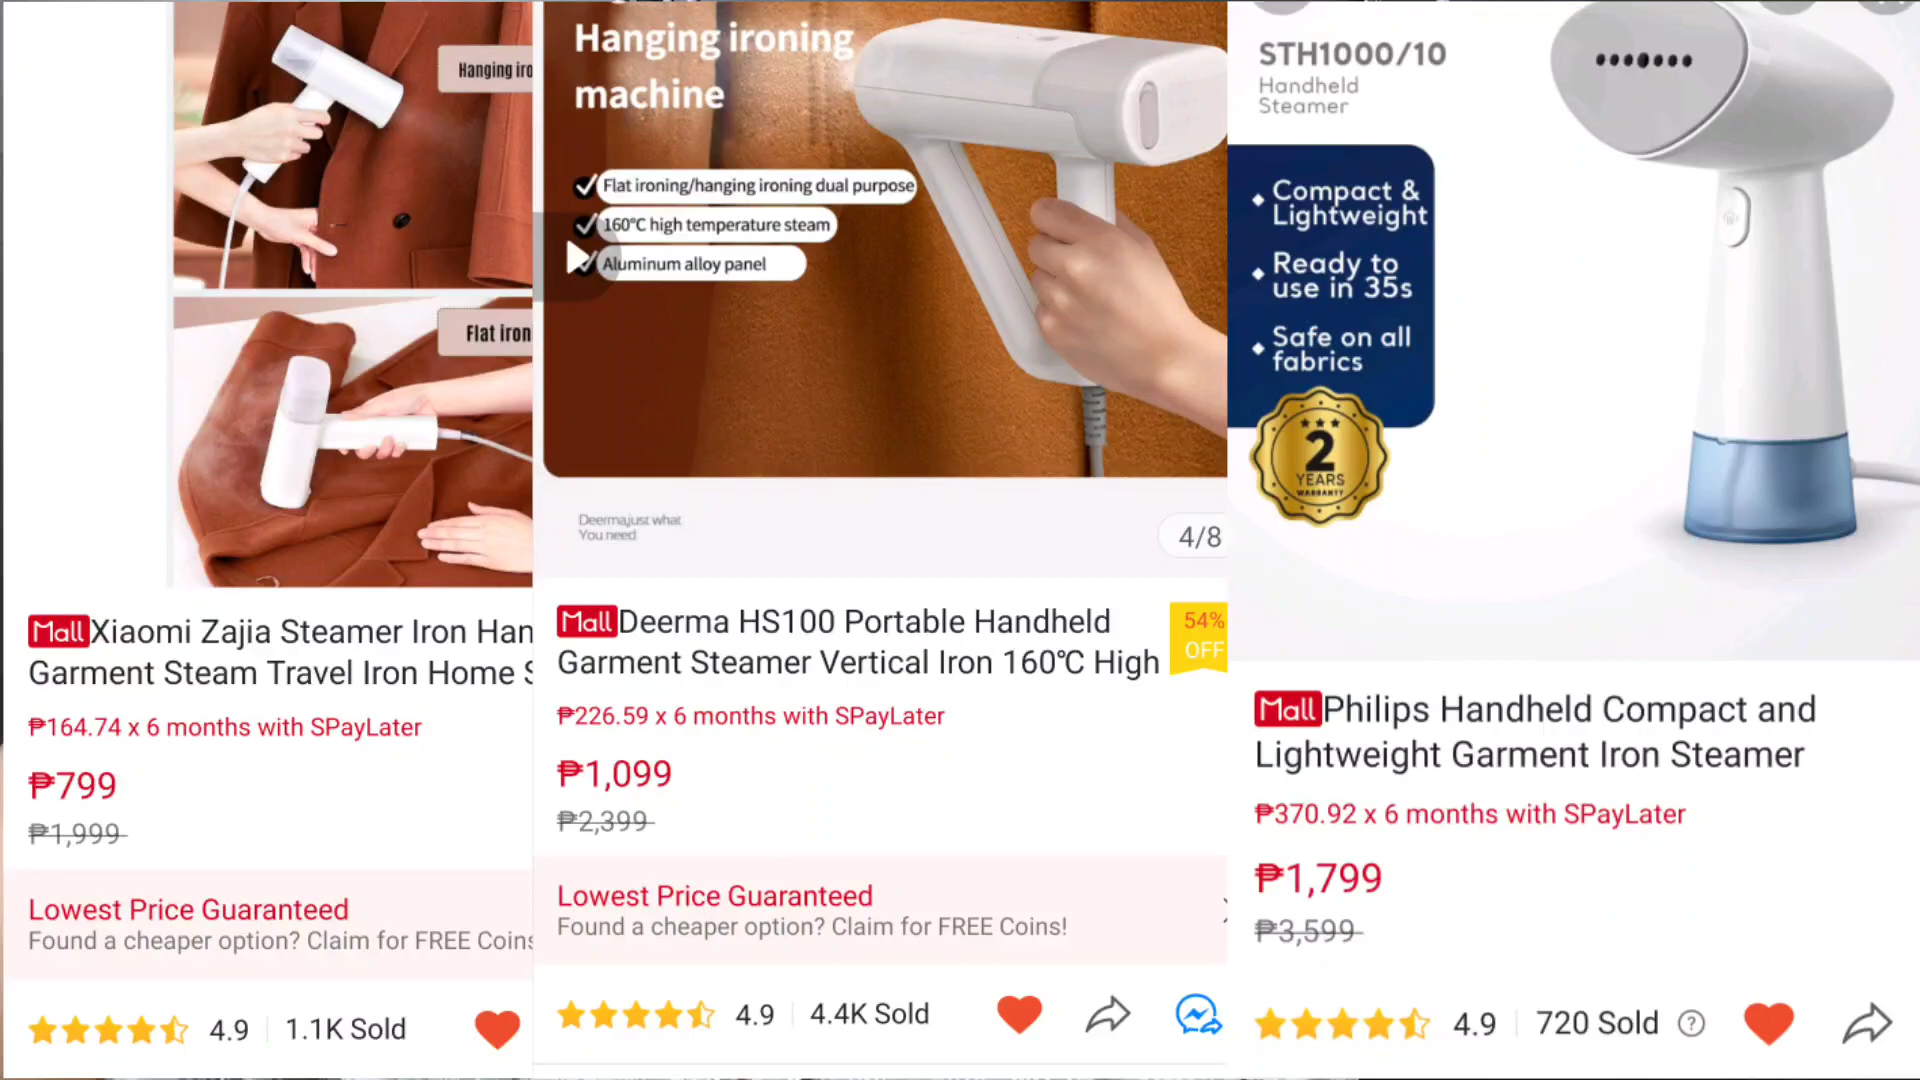 Hanging iro
Flat iron
Mall Xiaomi Zajia Steamer Iron Han
Garment Steam Travel Iron Home S
₱164.74 x 6 months with SPayLater
₱799
₱1,999
Lowest Price Guaranteed
Found a cheaper option? Claim for FREE Coins
4.9
1.1K Sold
Hanging ironing
machine
Flat ironing/hanging ironing dual purpose
160℃ high temperature steam
Aluminum alloy panel
Deerma,just what
You need
4/8
Mall Deerma HS100 Portable Handheld
Garment Steamer Vertical Iron 160℃ High
54%
OFF
₱226.59 x 6 months with SPayLater
₱1,099
₱2,399
Lowest Price Guaranteed
Found a cheaper option? Claim for FREE Coins!
4.9
4.4K Sold
STH1000/10
Handheld
Steamer
Compact &
Lightweight
Ready to
use in 35s
Safe on all
fabrics
2
YEARS
WARRANTY
Mall Philips Handheld Compact and
Lightweight Garment Iron Steamer
₱370.92 x 6 months with SPayLater
₱1,799
₱3,599
4.9
720 Sold ?